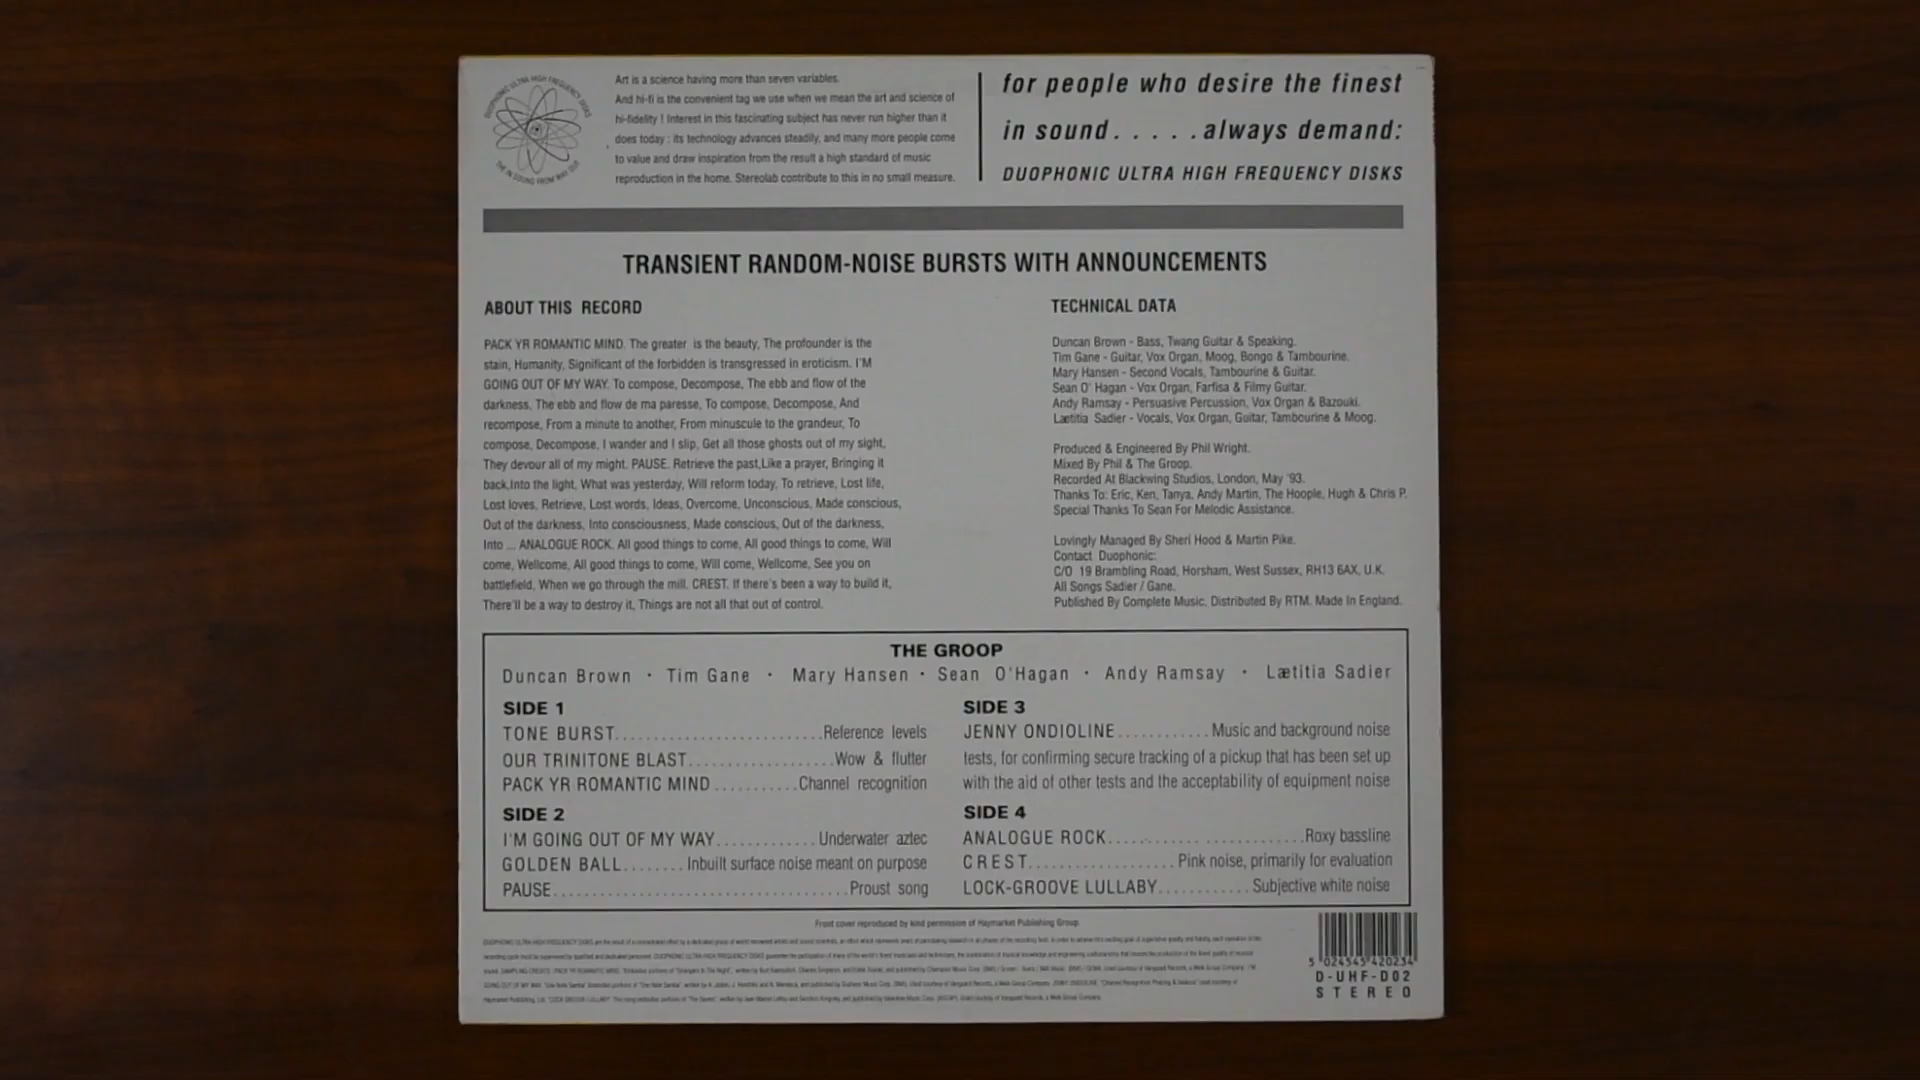 DUOPHONIC ULTRA HIGH FREQUENCY DISKS
THE IN SOUND FROM WAY OUT
Art is a science having more than seven variables.
And hi-fi is the convenient tag we use when we mean the art and science of
hi-fidelity ! Interest in this fascinating subject has never run higher than it
does today : its technology advances steadily, and many more people come
to value and draw inspiration from the result a high standard of music
reproduction in the home. Stereolab contribute to this in no small measure.
for people who desire the finest
in sound.....always demand:
DUOPHONIC ULTRA HIGH FREQUENCY DISKS
TRANSIENT RANDOM-NOISE BURSTS WITH ANNOUNCEMENTS
ABOUT THIS RECORD
PACK YR ROMANTIC MIND. The greater is the beauty, The profounder is the
stain, Humanity, Significant of the forbidden is transgressed in eroticism. I'M
GOING OUT OF MY WAY. To compose, Decompose, The ebb and flow of the
darkness, The ebb and flow de ma paresse, To compose, Decompose, And
recompose, From a minute to another, From minuscule to the grandeur, To
compose, Decompose, I wander and I slip, Get all those ghosts out of my sight,
They devour all of my might. PAUSE. Retrieve the past,Like a prayer, Bringing it
back,Into the light, What was yesterday, Will reform today, To retrieve, Lost life,
Lost loves, Retrieve, Lost words, Ideas, Overcome, Unconscious, Made conscious,
Out of the darkness, Into consciousness, Made conscious, Out of the darkness,
Into ... ANALOGUE ROCK. All good things to come, All good things to come, Will
come, Wellcome, All good things to come, Will come, Wellcome, See you on
battlefield, When we go through the mill. CREST. If there's been a way to build it,
There'll be a way to destroy it, Things are not all that out of control.
TECHNICAL DATA
Duncan Brown - Bass, Twang Guitar & Speaking.
Tim Gane - Guitar, Vox Organ, Moog, Bongo & Tambourine.
Mary Hansen - Second Vocals, Tambourine & Guitar.
Sean O' Hagan - Vox Organ, Farfisa & Filmy Guitar.
Andy Ramsay - Persuasive Percussion, Vox Organ & Bazouki.
Lætitia Sadier - Vocals, Vox Organ, Guitar, Tambourine & Moog.
Produced & Engineered By Phil Wright.
Mixed By Phil & The Groop.
Recorded At Blackwing Studios, London, May '93.
Thanks To: Eric, Ken, Tanya, Andy Martin, The Hoople, Hugh & Chris P.
Special Thanks To Sean For Melodic Assistance.
Lovingly Managed By Sheri Hood & Martin Pike.
Contact Duophonic:
C/O 19 Brambling Road, Horsham, West Sussex, RH13 6AX, U.K.
All Songs Sadier / Gane.
Published By Complete Music, Distributed By RTM. Made In England.
THE GROOP
Duncan Brown · Tim Gane · Mary Hansen · Sean O'Hagan · Andy Ramsay · Lætitia Sadier
SIDE 1
TONE BURST........................Reference levels
OUR TRINITONE BLAST..................Wow & flutter
PACK YR ROMANTIC MIND...........Channel recognition
SIDE 2
I'M GOING OUT OF MY WAY............Underwater aztec
GOLDEN BALL.......Inbuilt surface noise meant on purpose
PAUSE...................................Proust song
SIDE 3
JENNY ONDIOLINE...........Music and background noise
tests, for confirming secure tracking of a pickup that has been set up
with the aid of other tests and the acceptability of equipment noise
SIDE 4
ANALOGUE ROCK.......................Roxy bassline
CREST.................Pink noise, primarily for evaluation
LOCK-GROOVE LULLABY...........Subjective white noise
Front cover reproduced by kind permission of Haymarket Publishing Group
5 024545 420234
D-UHF-D02
STEREO